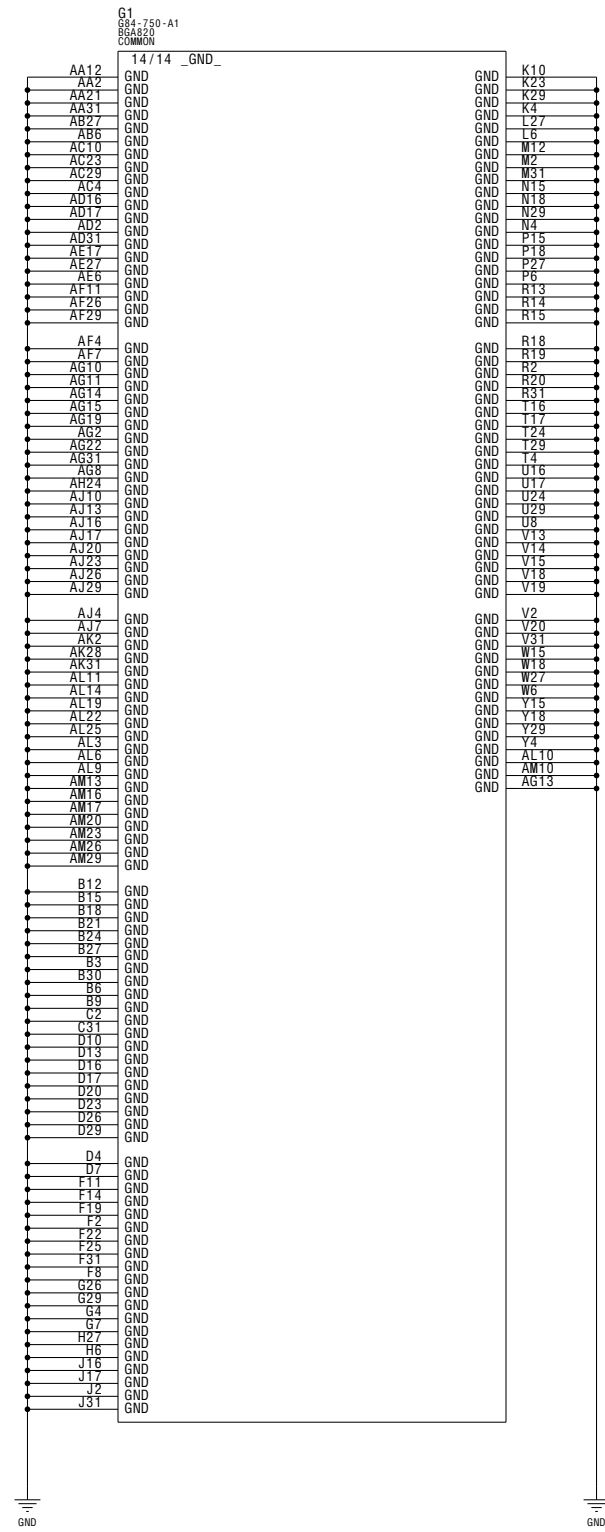 G1
G84-750-A1
BGA820
COMMON
14/14 _GND_
AA12 GND GND K10
AA2 GND GND K23
AA21 GND GND K29
AA31 GND GND K4
AB27 GND GND L27
AB6 GND GND L6
AC10 GND GND M12
AC23 GND GND M2
AC29 GND GND M31
AC4 GND GND N15
AD16 GND GND N18
AD17 GND GND N29
AD2 GND GND N4
AD31 GND GND P15
AE17 GND GND P18
AE27 GND GND P27
AE6 GND GND P6
AF11 GND GND R13
AF26 GND GND R14
AF29 GND GND R15
AF4 GND GND R18
AF7 GND GND R19
AG10 GND GND R2
AG11 GND GND R20
AG14 GND GND R31
AG15 GND GND T16
AG19 GND GND T17
AG2 GND GND T24
AG22 GND GND T29
AG31 GND GND T4
AG8 GND GND U16
AH24 GND GND U17
AJ10 GND GND U24
AJ13 GND GND U29
AJ16 GND GND U8
AJ17 GND GND V13
AJ20 GND GND V14
AJ23 GND GND V15
AJ26 GND GND V18
AJ29 GND GND V19
AJ4 GND GND V2
AJ7 GND GND V20
AK2 GND GND V31
AK28 GND GND W15
AK31 GND GND W18
AL11 GND GND W27
AL14 GND GND W6
AL19 GND GND Y15
AL22 GND GND Y18
AL25 GND GND Y29
AL3 GND GND Y4
AL6 GND GND AL10
AL9 GND GND AM10
AM13 GND GND AG13
AM16 GND
AM17 GND
AM20 GND
AM23 GND
AM26 GND
AM29 GND
B12 GND
B15 GND
B18 GND
B21 GND
B24 GND
B27 GND
B3 GND
B30 GND
B6 GND
B9 GND
C2 GND
C31 GND
D10 GND
D13 GND
D16 GND
D17 GND
D20 GND
D23 GND
D26 GND
D29 GND
D4 GND
D7 GND
F11 GND
F14 GND
F19 GND
F2 GND
F22 GND
F25 GND
F31 GND
F8 GND
G26 GND
G29 GND
G4 GND
G7 GND
H27 GND
H6 GND
J16 GND
J17 GND
J2 GND
J31 GND
GND GND